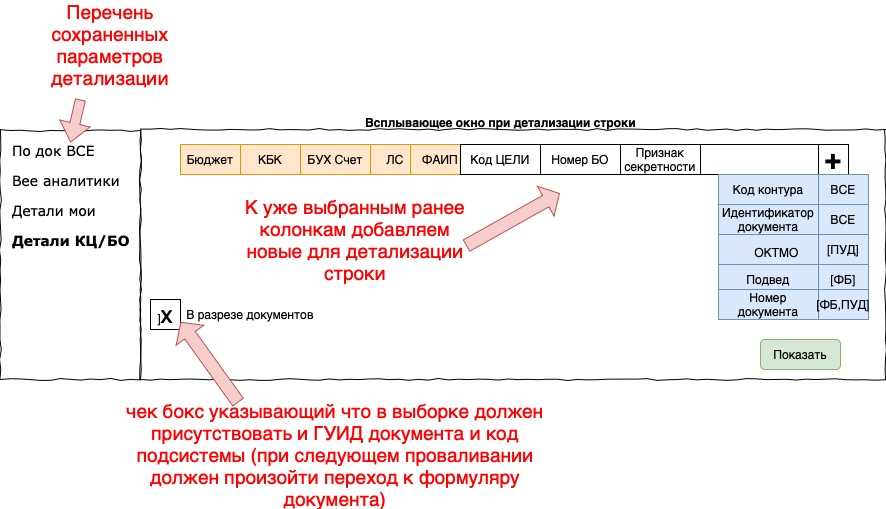 Перечень
сохраненных
параметров
детализации
Всплывающее окно при детализации строки
По док ВСЕ
Вее аналитики
Детали мои
Детали КЦ/БО
Бюджет КБК БУХ Счет ЛС ФАИП Код ЦЕЛИ Номер БО Признак секретности +
Код контура ВСЕ
Идентификатор документа ВСЕ
ОКТМО [ПУД]
Подвед [ФБ]
Номер документа [ФБ,ПУД]
К уже выбранным ранее
колонкам добавляем
новые для детализации
строки
]X В разрезе документов
Показать
чек бокс указывающий что в выборке должен
присутствовать и ГУИД документа и код
подсистемы (при следующем проваливании
должен произойти переход к формуляру
документа)